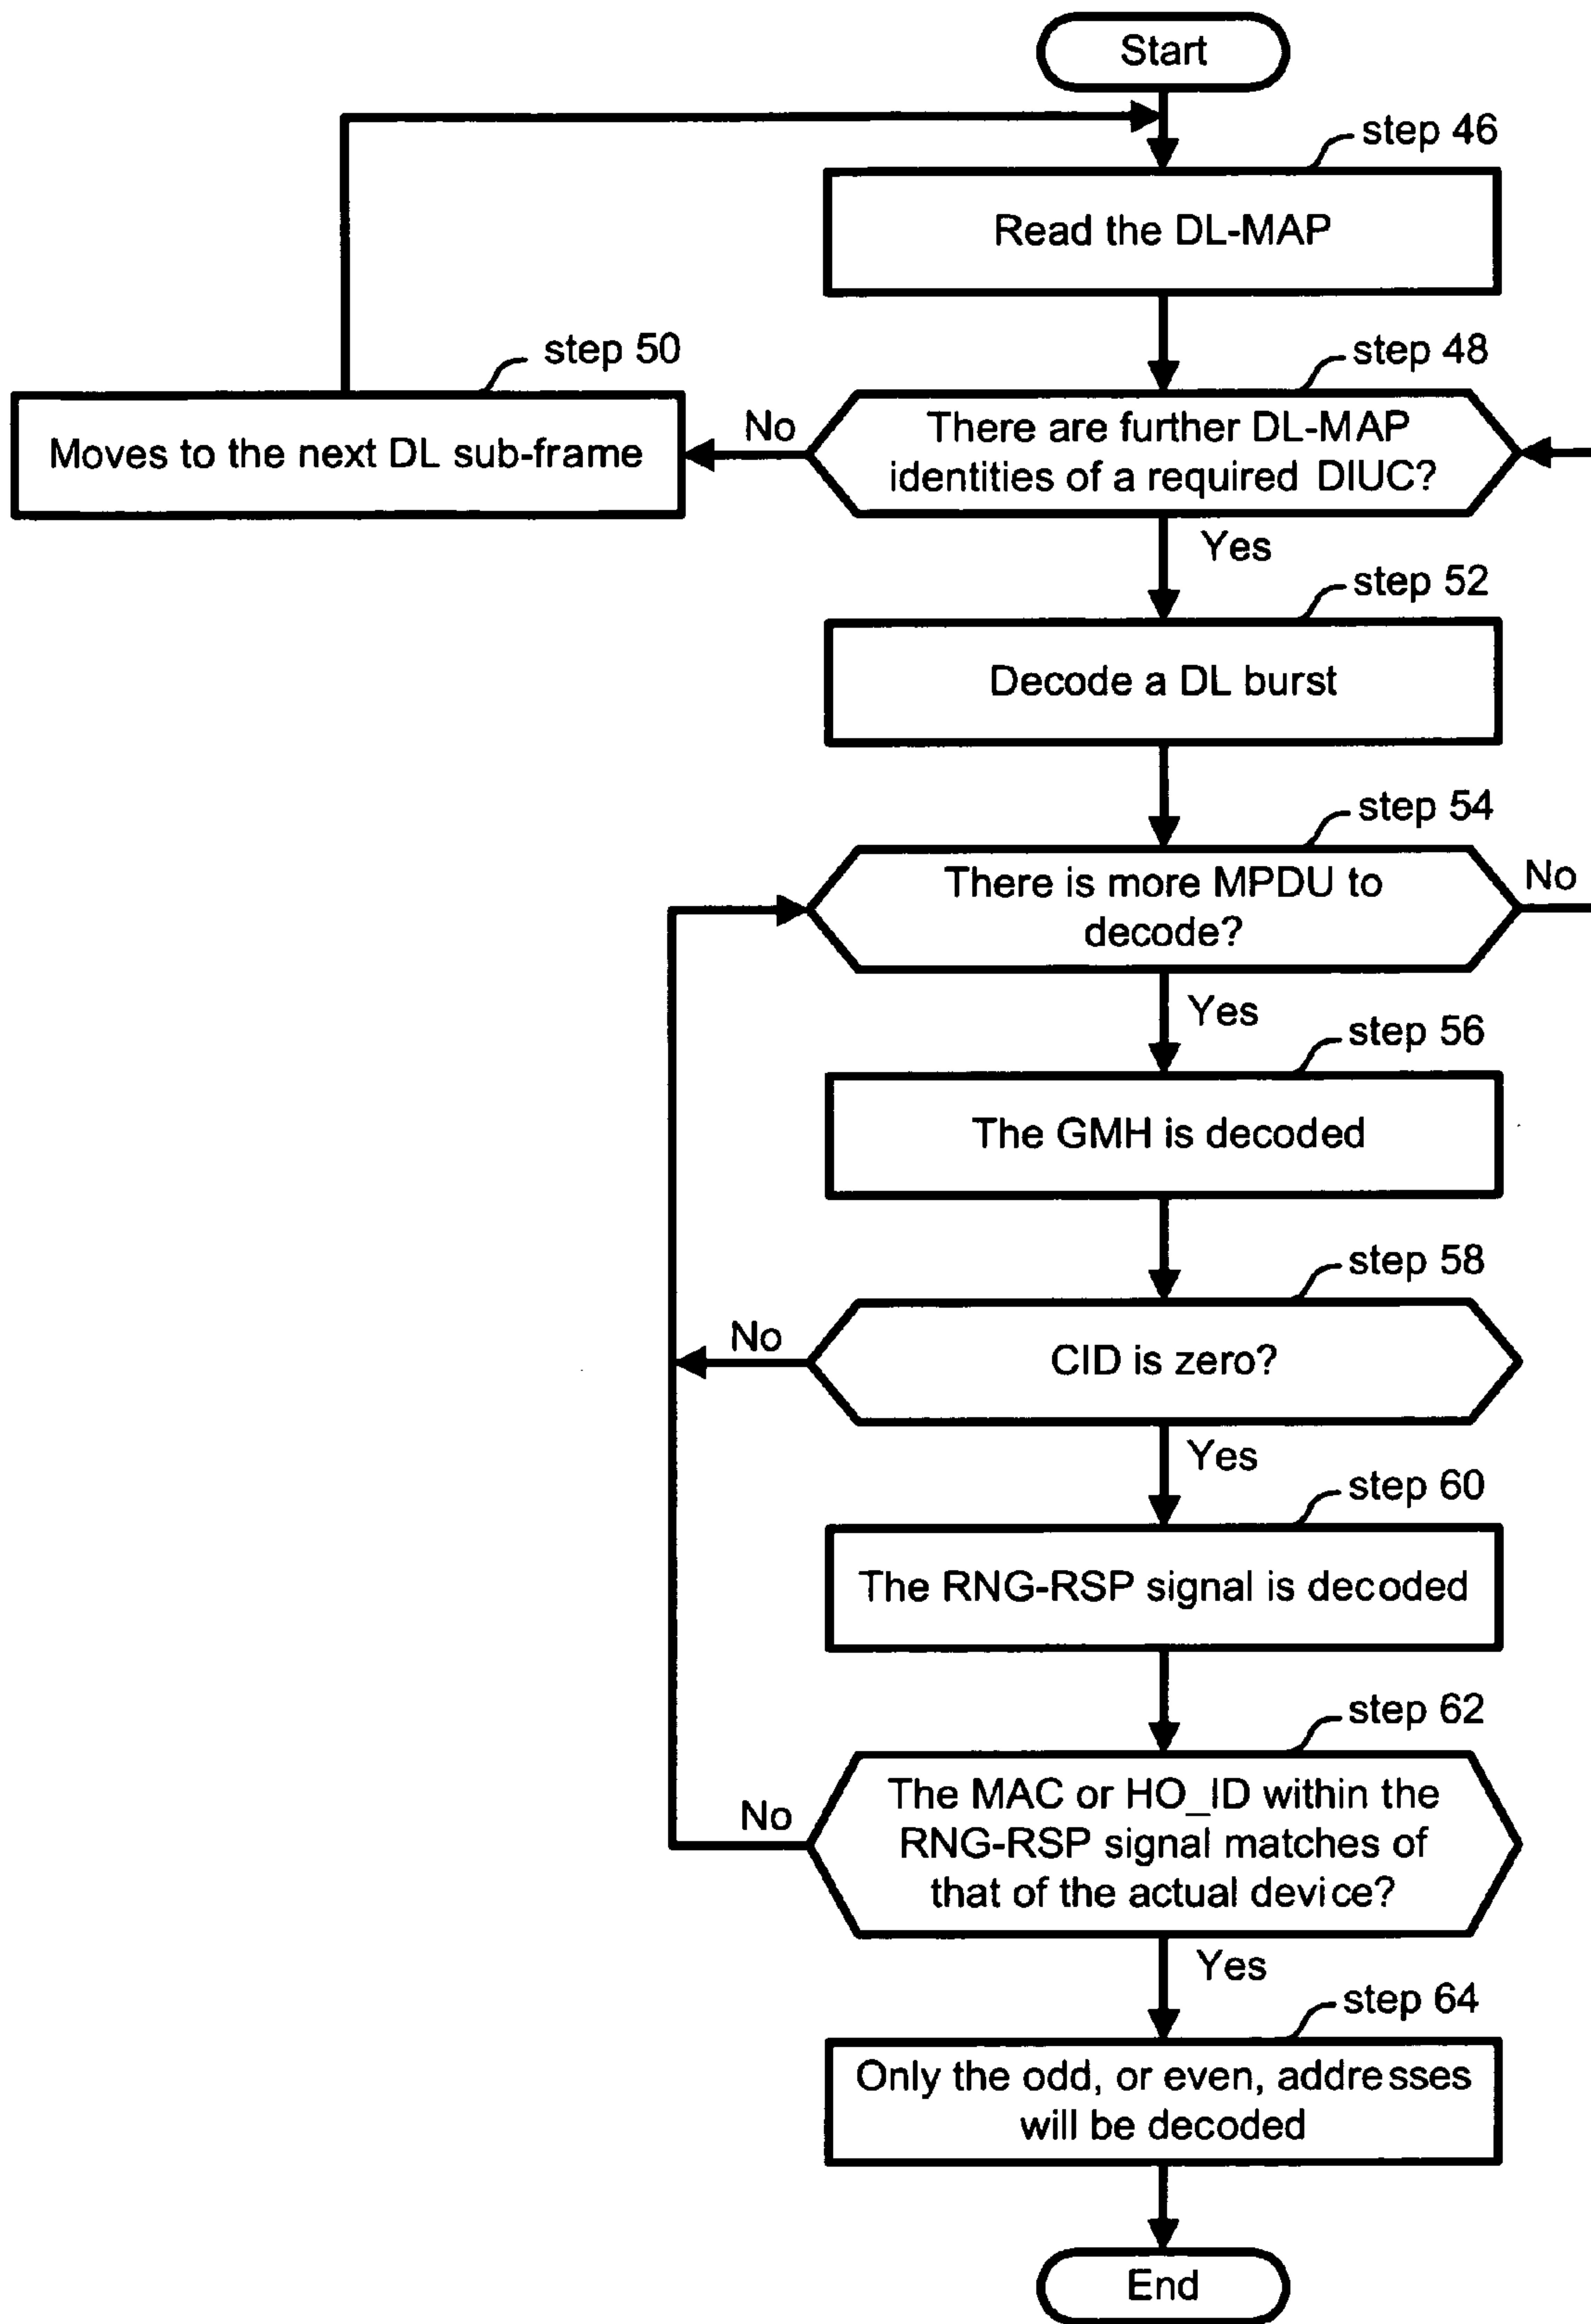 Start
step 46
Read the DL-MAP
step 50
step 48
Moves to the next DL sub-frame
No
There are further DL-MAP
identities of a required DIUC?
Yes
step 52
Decode a DL burst
step 54
There is more MPDU to
decode?
No
Yes
step 56
The GMH is decoded
step 58
No
CID is zero?
Yes
step 60
The RNG-RSP signal is decoded
step 62
No
The MAC or HO_ID within the
RNG-RSP signal matches of
that of the actual device?
Yes
step 64
Only the odd, or even, addresses
will be decoded
End